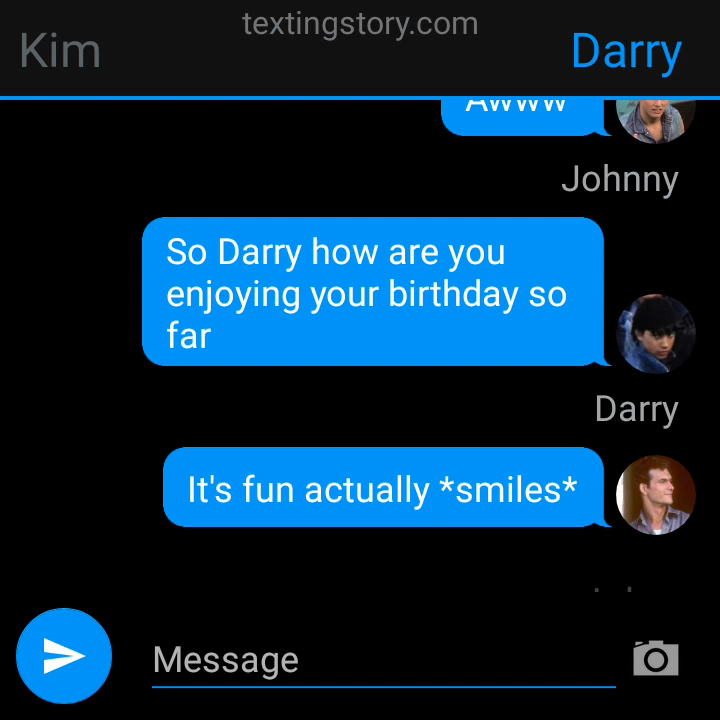 textingstory.com
Kim
Darry
Awww
Johnny
So Darry how are you
enjoying your birthday so
far
Darry
It's fun actually *smiles*
Message